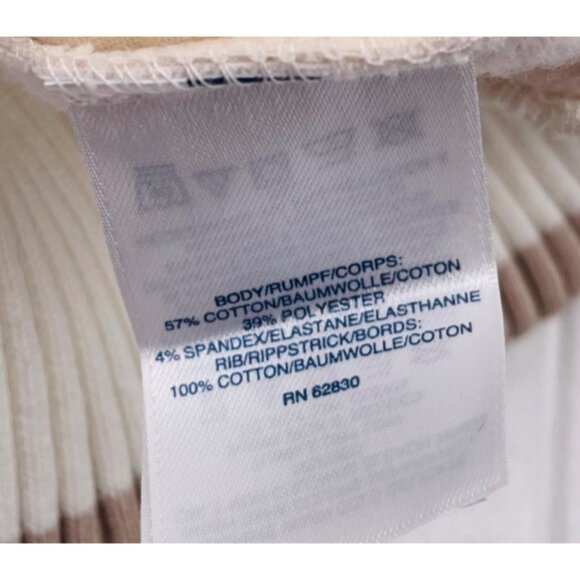 BODY/RUMPF/CORPS:
57% COTTON/BAUMWOLLE/COTON
39% POLYESTER
4% SPANDEX/ELASTANE/ELASTHANNE
RIB/RIPPSTRICK/BORDS:
100% COTTON/BAUMWOLLE/COTON
RN 62830